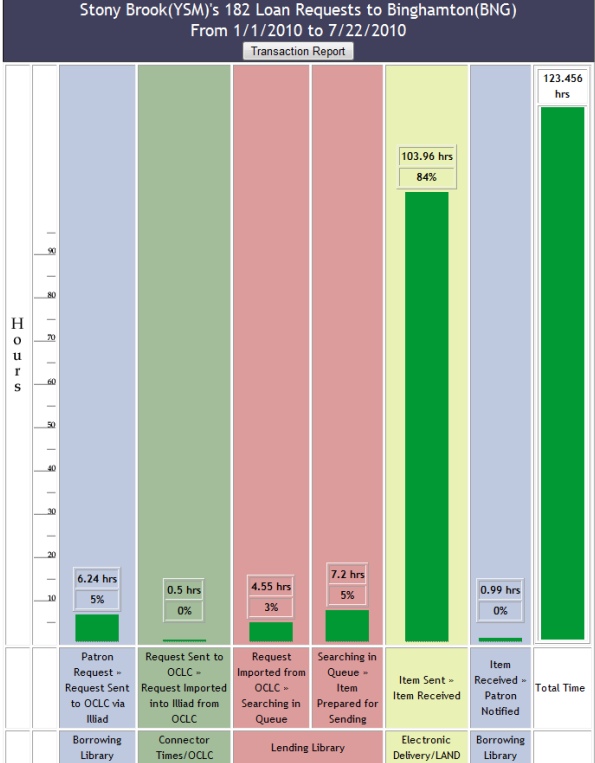 Stony Brook(YSM)'s 182 Loan Requests to Binghamton(BNG)
From 1/1/2010 to 7/22/2010
Transaction Report
123.456
hrs
103.96 hrs
84%
90
80
Hours
70
60
50
40
30
20
10
6.24 hrs
5%
0.5 hrs
0%
4.55 hrs
3%
7.2 hrs
5%
0.99 hrs
0%
Patron
Request »
Request Sent
to OCLC via
Illiad
Request Sent to
OCLC »
Request Imported
into Illiad from
OCLC
Request
Imported from
OCLC »
Searching in
Queue
Searching in
Queue »
Item
Prepared for
Sending
Item Sent »
Item Received
Item
Received »
Patron
Notified
Total Time
Borrowing
Library
Connector
Times/OCLC
Lending Library
Electronic
Delivery/LAND
Borrowing
Library